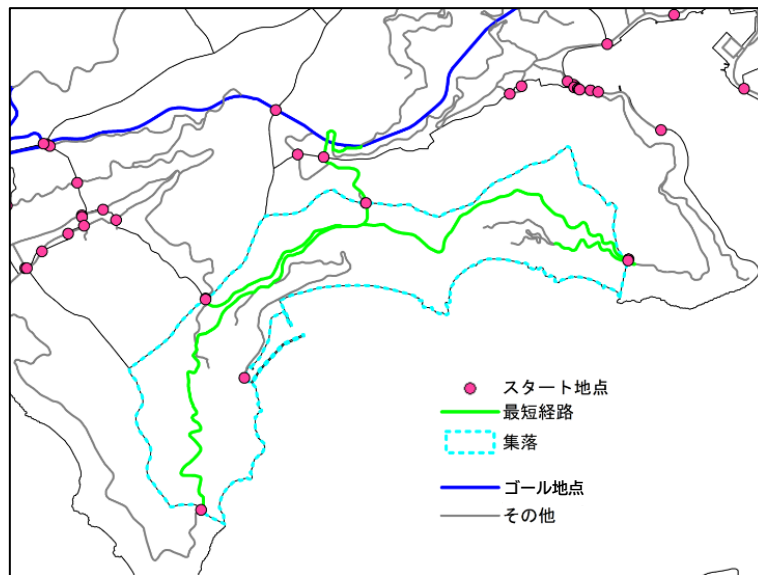 スタート地点
最短経路
集落
ゴール地点
その他